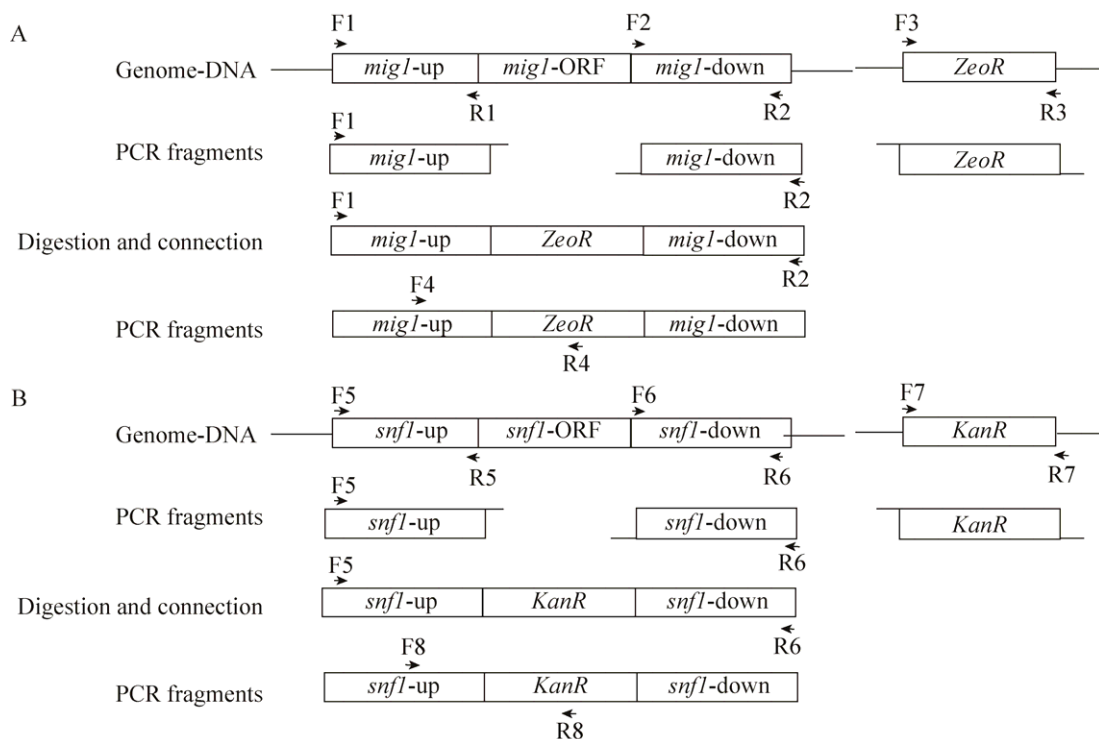 A
F1 F2 F3
Genome-DNA mig1-up mig1-ORF mig1-down ZeoR
R1 R2 R3
F1
PCR fragments mig1-up mig1-down ZeoR
R2
F1
Digestion and connection mig1-up ZeoR mig1-down
R2
F4
PCR fragments mig1-up ZeoR mig1-down
R4
B
F5 F6 F7
Genome-DNA snf1-up snf1-ORF snf1-down KanR
R5 R6 R7
F5
PCR fragments snf1-up snf1-down KanR
R6
F5
Digestion and connection snf1-up KanR snf1-down
R6
F8
PCR fragments snf1-up KanR snf1-down
R8